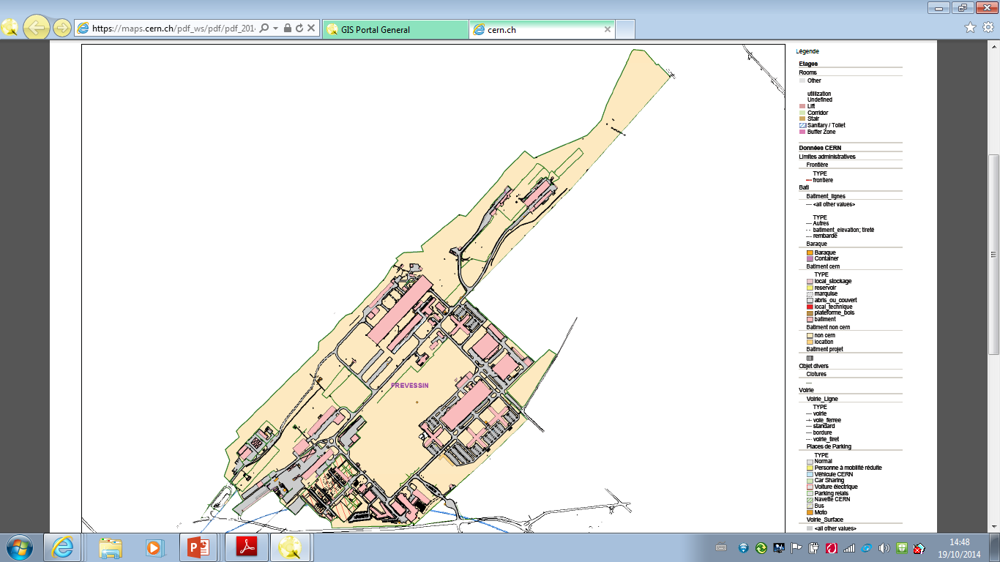 https://maps.cern.ch/pdf_ws/pdf/pdf_201
GIS Portal General
cern.ch
Légende
Etages
Rooms
Other
utilization
Undefined
Lift
Corridor
Stair
Sanitary / Toilet
Buffer Zone
Données CERN
Limites administratives
Frontière
TYPE
frontiere
Bati
Batiment_lignes
<all other values>
TYPE
Autres
batiment_elevation; tireté
rembarde
Baraque
Baraque
Container
Batiment cern
TYPE
local_stockage
reservoir
marquise
abris_ou_couvert
local_technique
plateforme_bois
batiment
Batiment non cern
non cern
location
Batiment projet
Objet divers
Clotures
Voirie
Voirie_Ligne
TYPE
voirie
voie_ferree
standard
bordure
voirie_tiret
Places de Parking
TYPE
Normal
Personne à mobilité réduite
Véhicule CERN
Car Sharing
Voiture électrique
Parking relais
Navette CERN
Bus
Moto
Voirie_Surface
<all other values>
PREVESSIN
14:48
19/10/2014